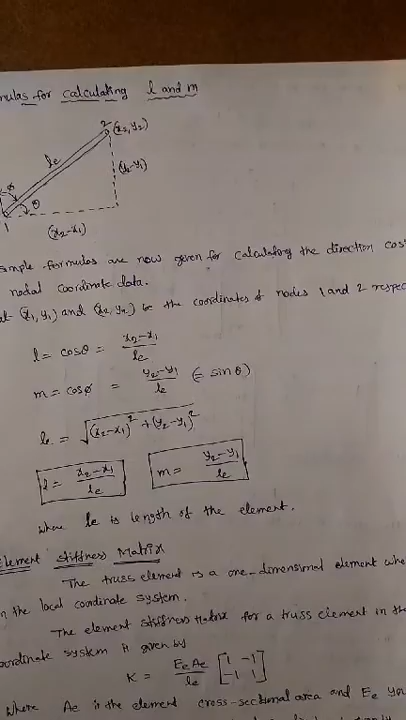 mulas for calculating l and m
2 (x2, y2)
le
(y2-y1)
ϕ
θ
1
(x2-x1)
simple formulas are now given for calculating the direction cos
nodal coordinate data.
(x1, y1) and (x2, y2) be the coordinates of nodes 1 and 2 respec
l = cosθ = x2-x1 / le
m = cosϕ = y2-y1 / le (= sinθ)
le = √(x2-x1)² + (y2-y1)²
l = x2-x1 / le m = y2-y1 / le
where le is length of the element.
Element Stiffness Matrix
The truss element is a one-dimensional element whe
in the local coordinate system.
The element stiffness Matrix for a truss element in the
oordinate system is given by
K = EeAe / le [1 -1 -1 1]
where Ae is the element cross-sectional area and Ee you